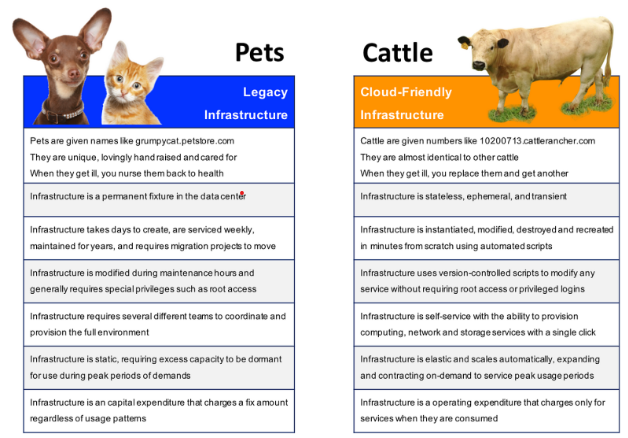 Pets
Legacy
Infrastructure
Pets are given names like grumpycat.petstore.com
They are unique, lovingly hand raised and cared for
When they get ill, you nurse them back to health
Infrastructure is a permanent fixture in the data center
Infrastructure takes days to create, are serviced weekly,
maintained for years, and requires migration projects to move
Infrastructure is modified during maintenance hours and
generally requires special privileges such as root access
Infrastructure requires several different teams to coordinate and
provision the full environment
Infrastructure is static, requiring excess capacity to be dormant
for use during peak periods of demands
Infrastructure is an capital expenditure that charges a fix amount
regardless of usage patterns
Cattle
Cloud-Friendly
Infrastructure
Cattle are given numbers like 10200713.cattlerancher.com
They are almost identical to other cattle
When they get ill, you replace them and get another
Infrastructure is stateless, ephemeral, and transient
Infrastructure is instantiated, modified, destroyed and recreated
in minutes from scratch using automated scripts
Infrastructure uses version-controlled scripts to modify any
service without requiring root access or privileged logins
Infrastructure is self-service with the ability to provision
computing, network and storage services with a single click
Infrastructure is elastic and scales automatically, expanding
and contracting on-demand to service peak usage periods
Infrastructure is a operating expenditure that charges only for
services when they are consumed